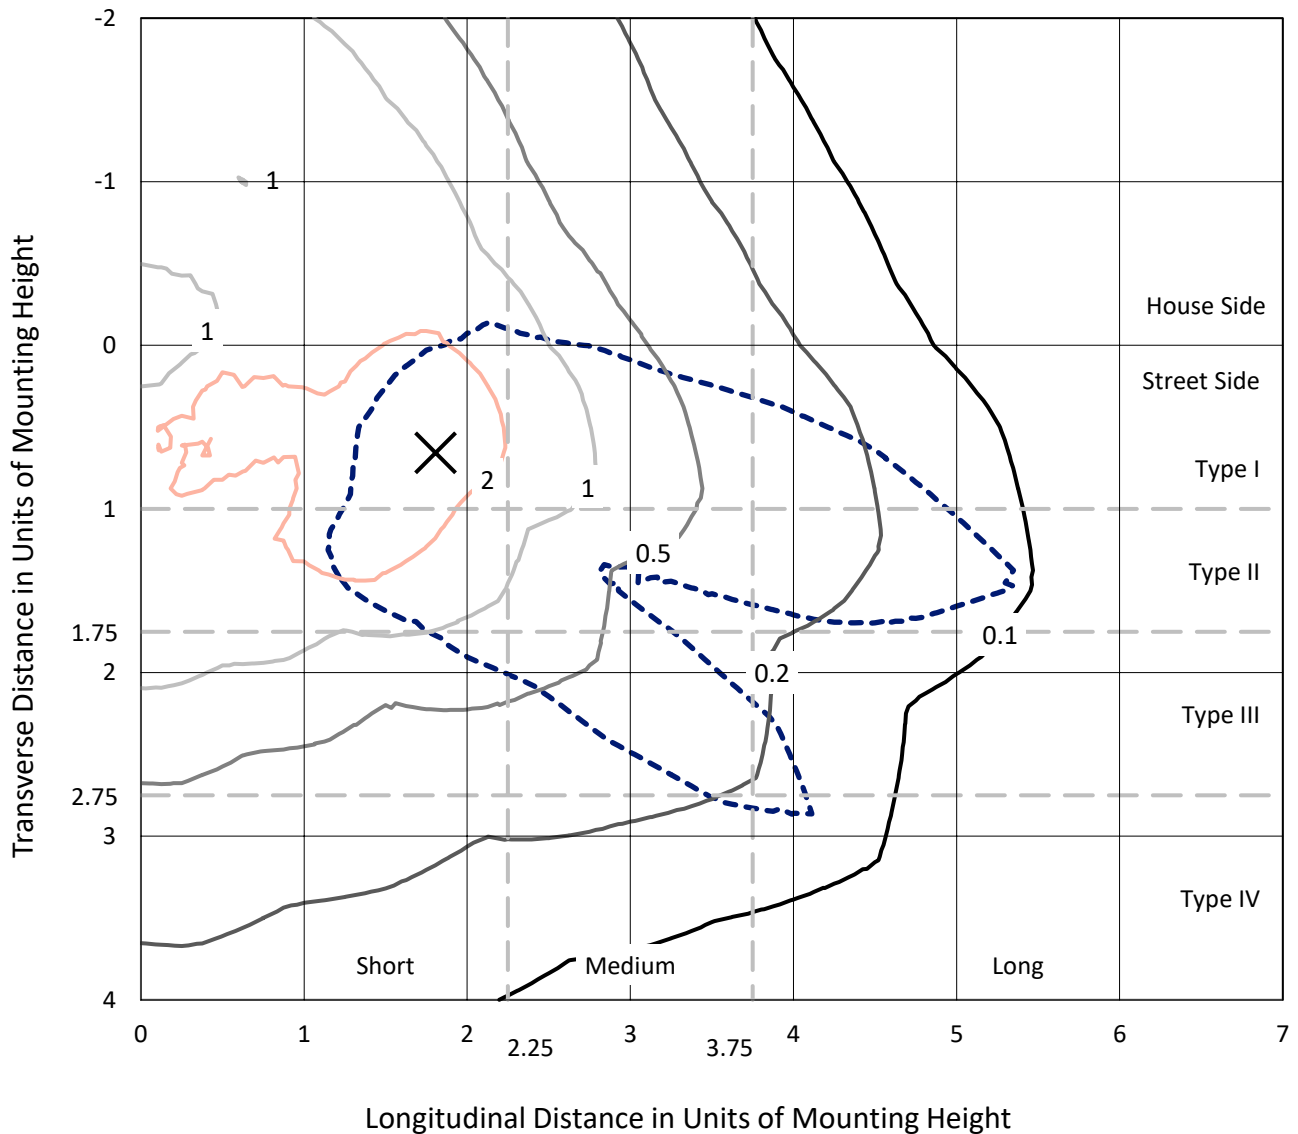 -2
-1
1
House Side
1
0
Street Side
Type I
2
1
1
0.5
Type II
1.75
0.1
2
0.2
Type III
2.75
3
Type IV
Short
Medium
Long
4
0
1
2
2.25
3
3.75
4
5
6
7
Transverse Distance in Units of Mounting Height
Longitudinal Distance in Units of Mounting Height